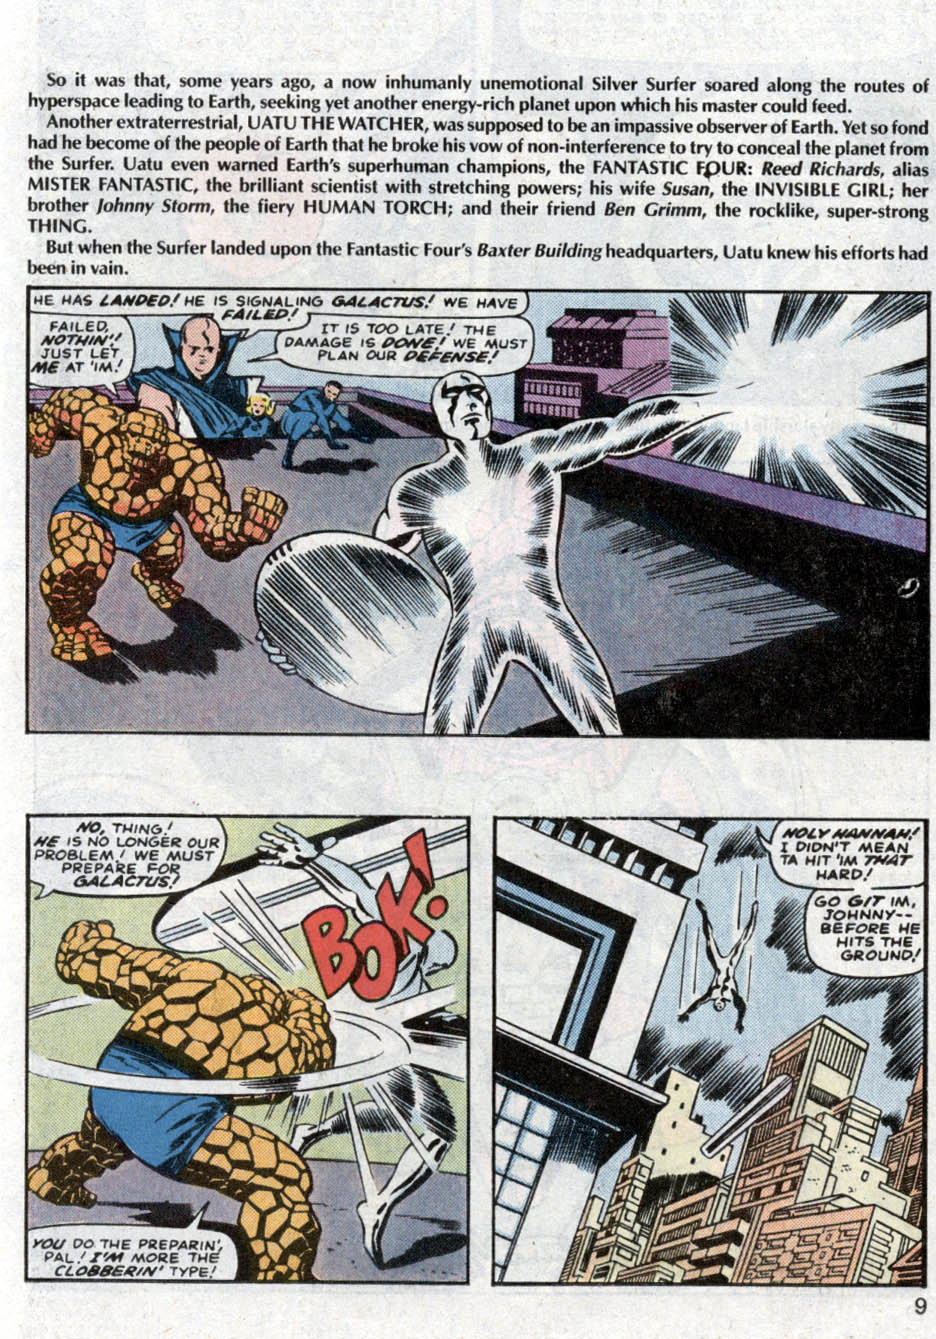 So it was that, some years ago, a now inhumanly unemotional Silver Surfer soared along the routes of
hyperspace leading to Earth, seeking yet another energy-rich planet upon which his master could feed.
Another extraterrestrial, UATU THE WATCHER, was supposed to be an impassive observer of Earth. Yet so fond
had he become of the people of Earth that he broke his vow of non-interference to try to conceal the planet from
the Surfer. Uatu even warned Earth's superhuman champions, the FANTASTIC FOUR: Reed Richards, alias
MISTER FANTASTIC, the brilliant scientist with stretching powers; his wife Susan, the INVISIBLE GIRL; her
brother Johnny Storm, the fiery HUMAN TORCH; and their friend Ben Grimm, the rocklike, super-strong
THING.
But when the Surfer landed upon the Fantastic Four's Baxter Building headquarters, Uatu knew his efforts had
been in vain.
HE HAS LANDED! HE IS SIGNALING GALACTUS! WE HAVE
FAILED!
FAILED,
NOTHIN'!
JUST LET
ME AT 'IM!
IT IS TOO LATE! THE
DAMAGE IS DONE! WE MUST
PLAN OUR DEFENSE!
NO, THING!
HE IS NO LONGER OUR
PROBLEM! WE MUST
PREPARE FOR
GALACTUS!
BOK!
YOU DO THE PREPARIN',
PAL! I'M MORE THE
CLOBBERIN' TYPE!
HOLY HANNAH!
I DIDN'T MEAN
TA HIT 'IM THAT
HARD!
GO GIT IM,
JOHNNY--
BEFORE HE
HITS THE
GROUND!
9